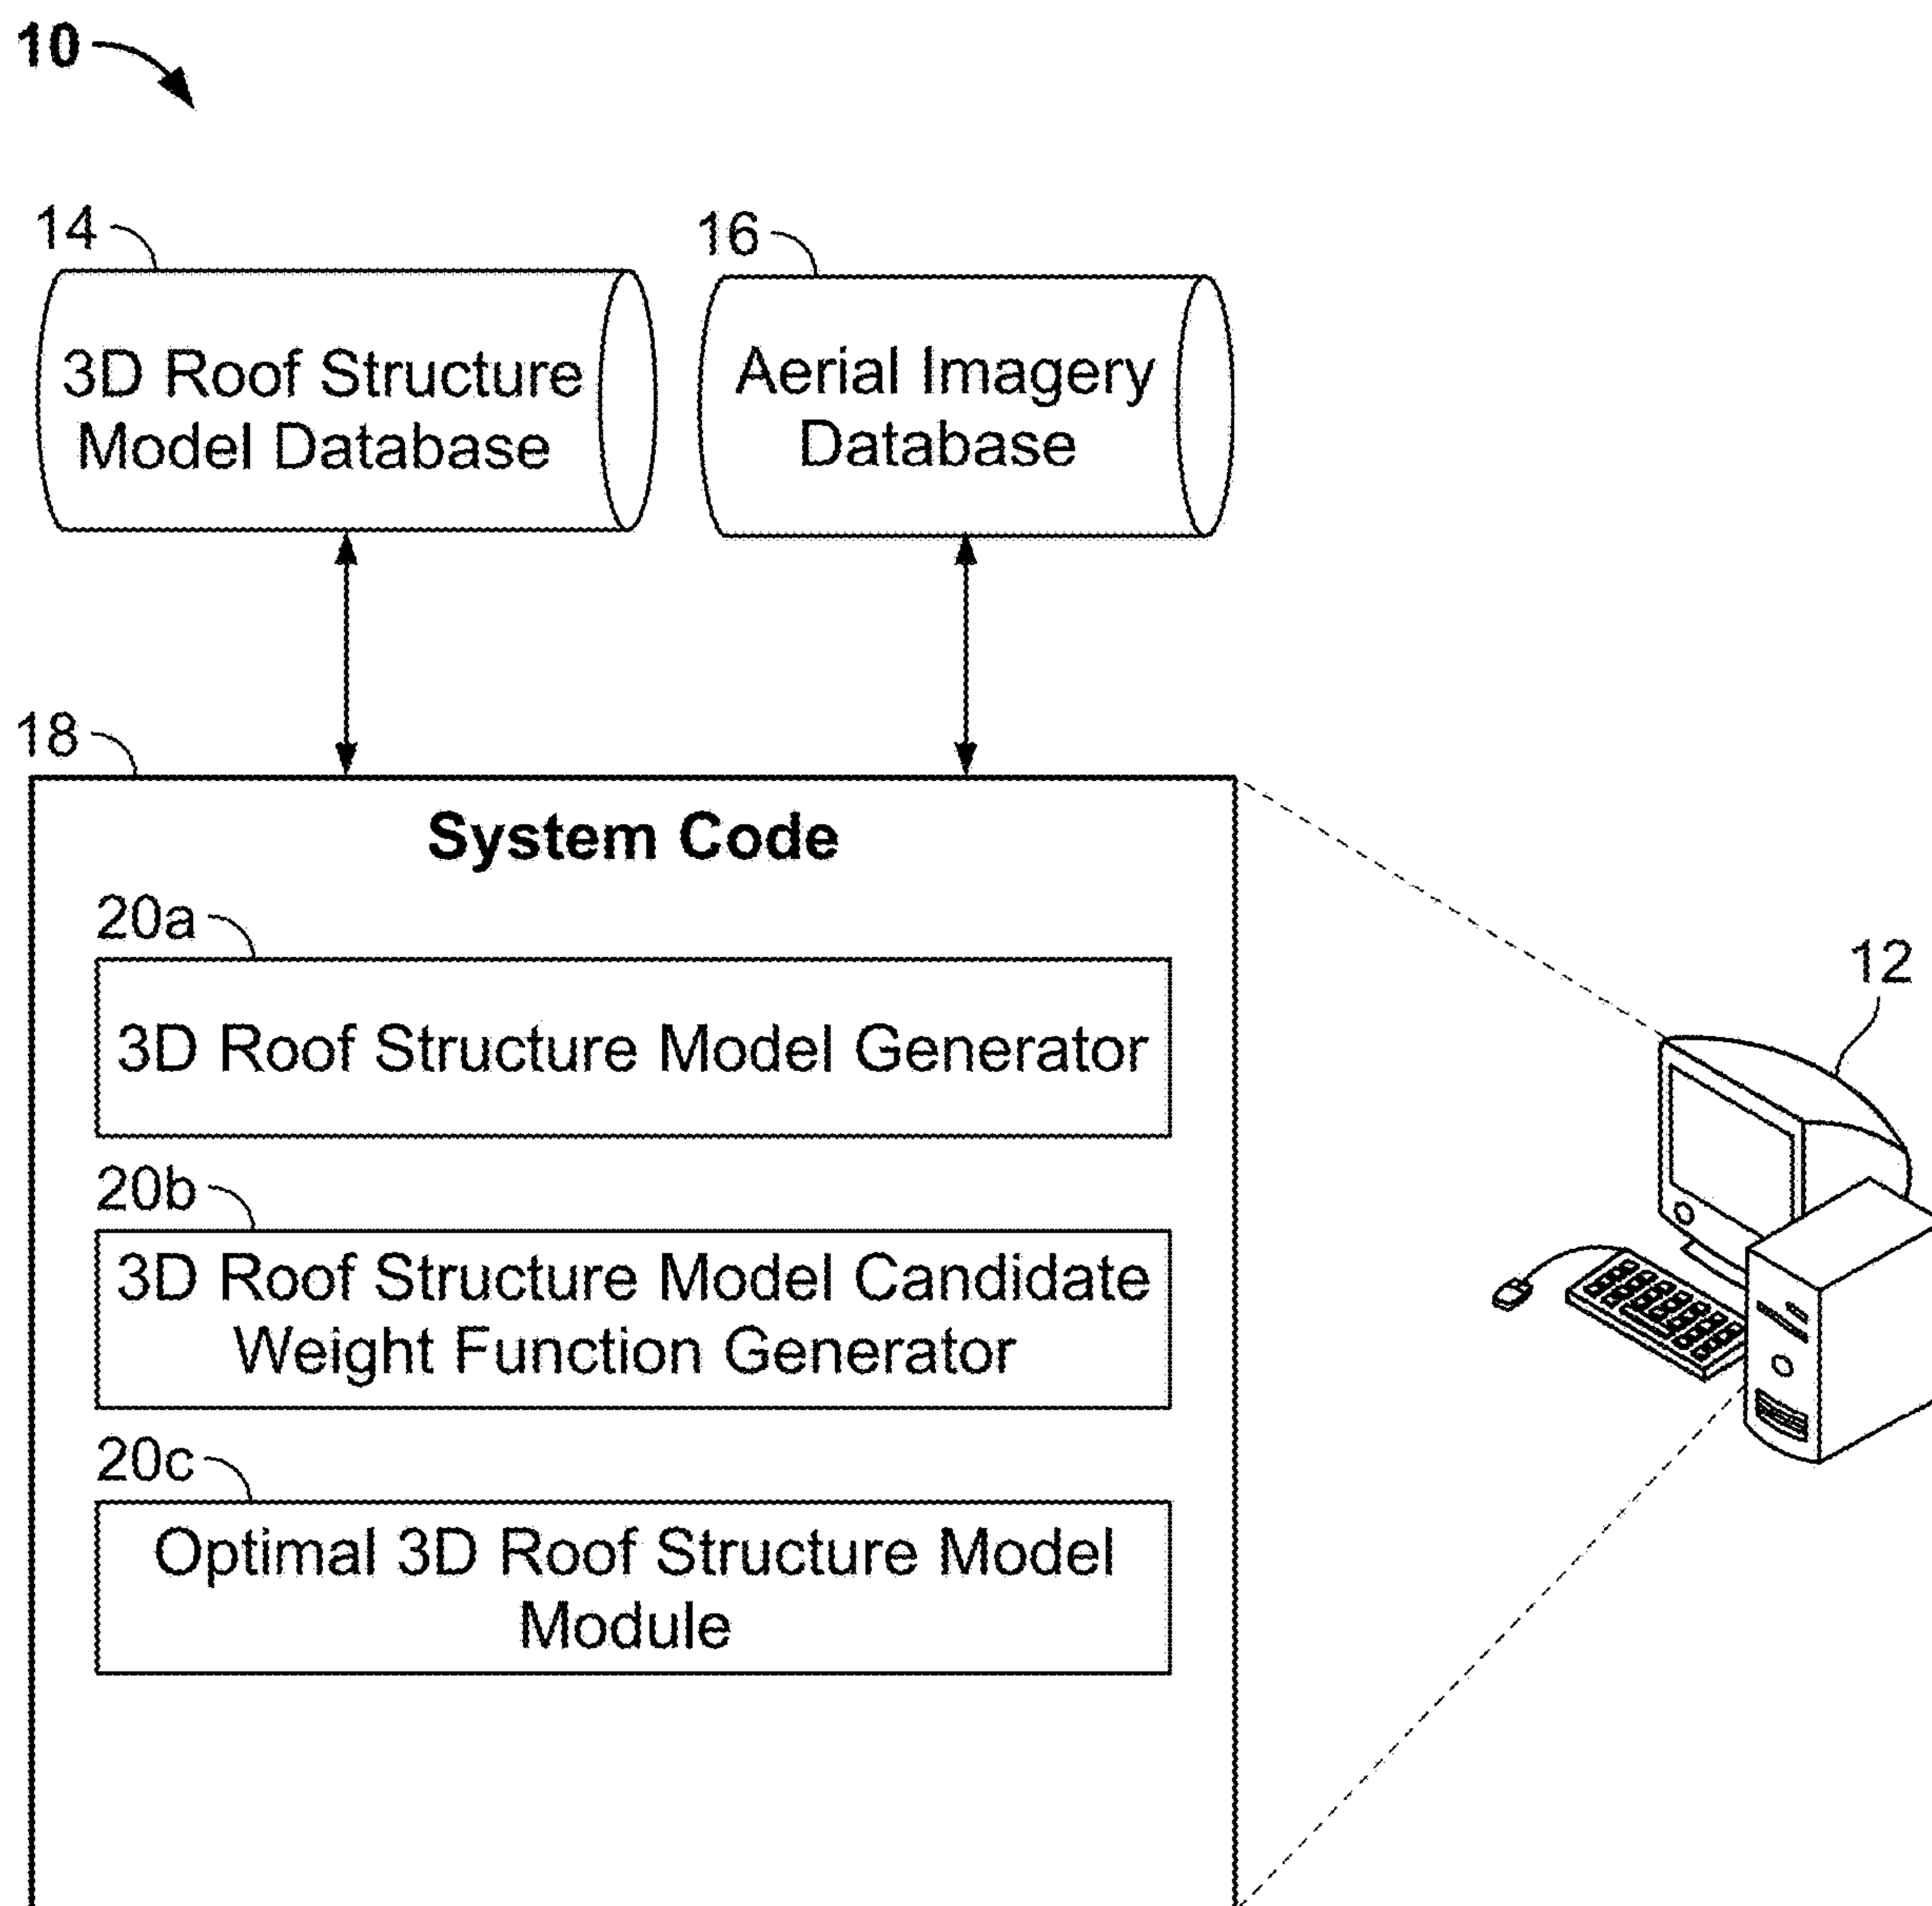 10
14
16
3D Roof Structure
Model Database
Aerial Imagery
Database
18
System Code
20a
3D Roof Structure Model Generator
12
20b
3D Roof Structure Model Candidate
Weight Function Generator
20c
Optimal 3D Roof Structure Model
Module